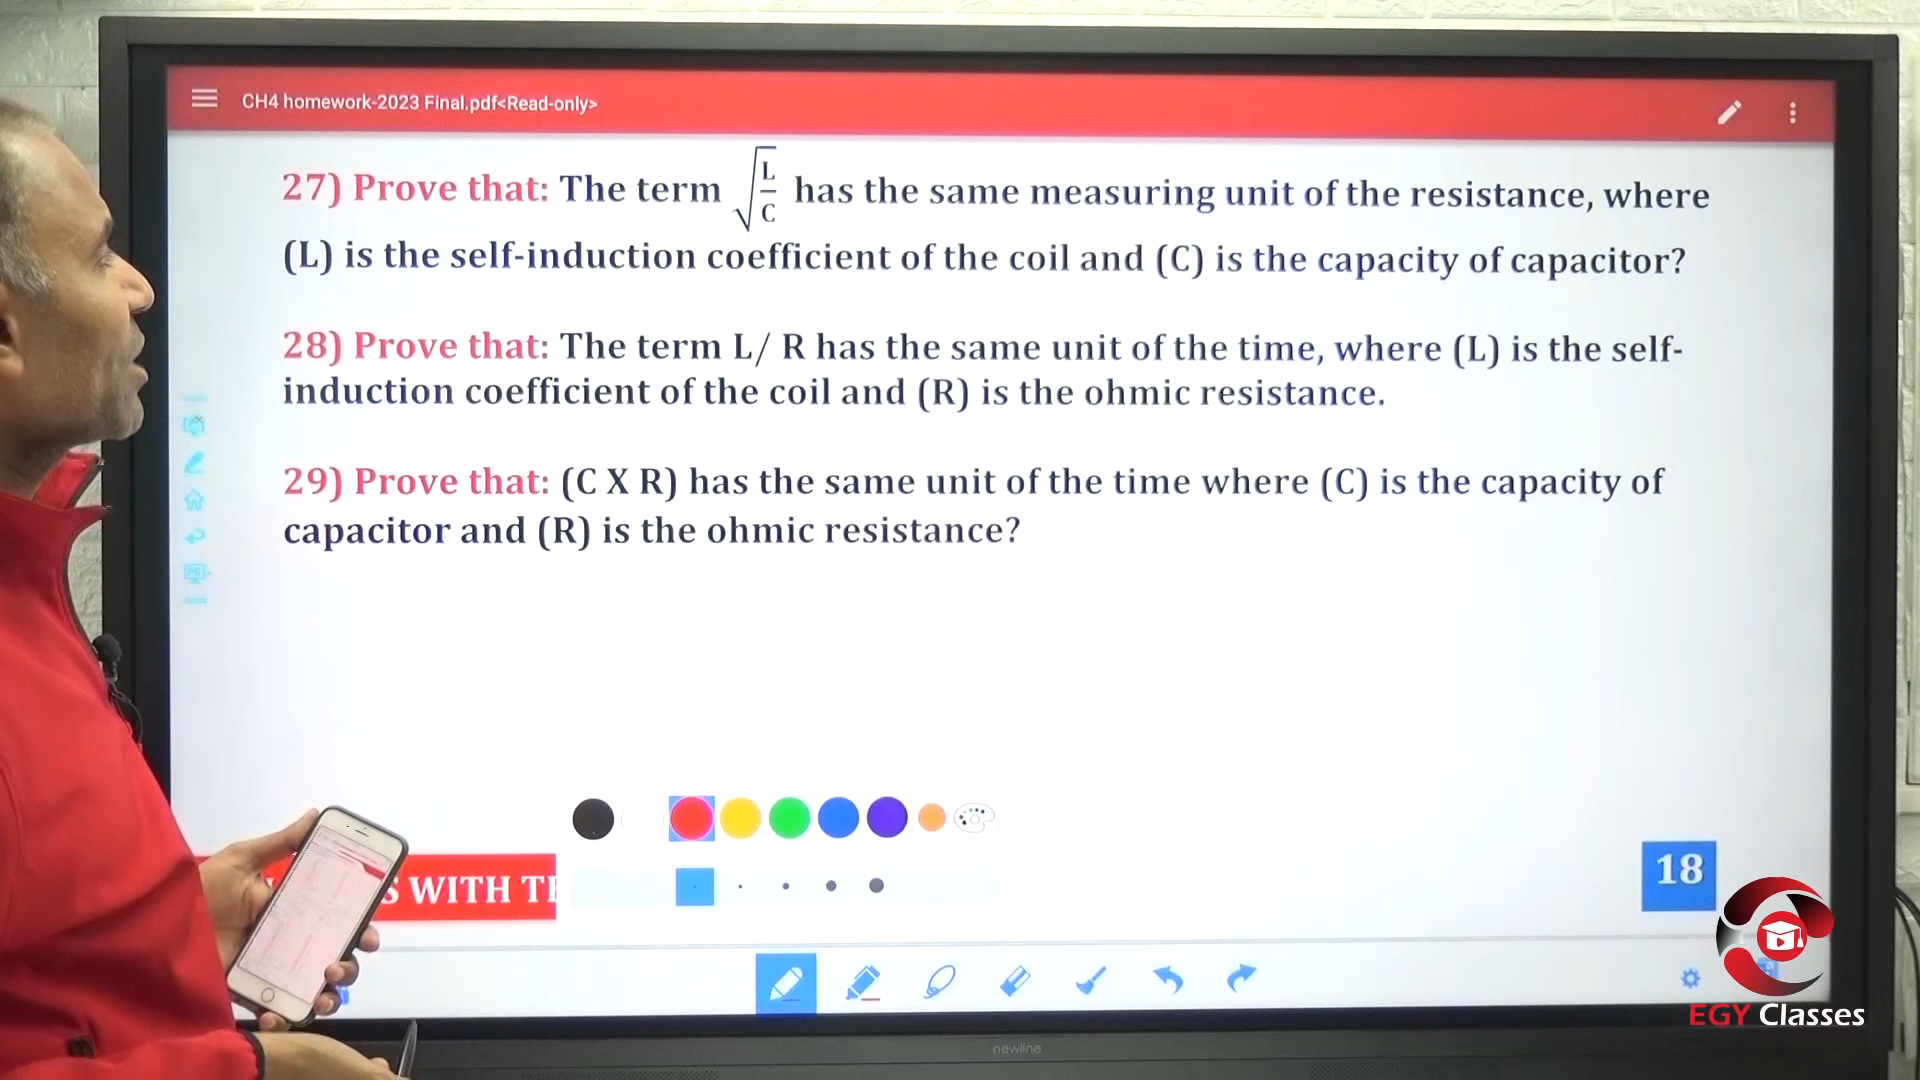 CH4 homework-2023 Final.pdf<Read-only>
27) Prove that: The term √(L/C) has the same measuring unit of the resistance, where
(L) is the self-induction coefficient of the coil and (C) is the capacity of capacitor?
28) Prove that: The term L/ R has the same unit of the time, where (L) is the self-
induction coefficient of the coil and (R) is the ohmic resistance.
29) Prove that: (C X R) has the same unit of the time where (C) is the capacity of
capacitor and (R) is the ohmic resistance?
WITH
18
EGY Classes
newline